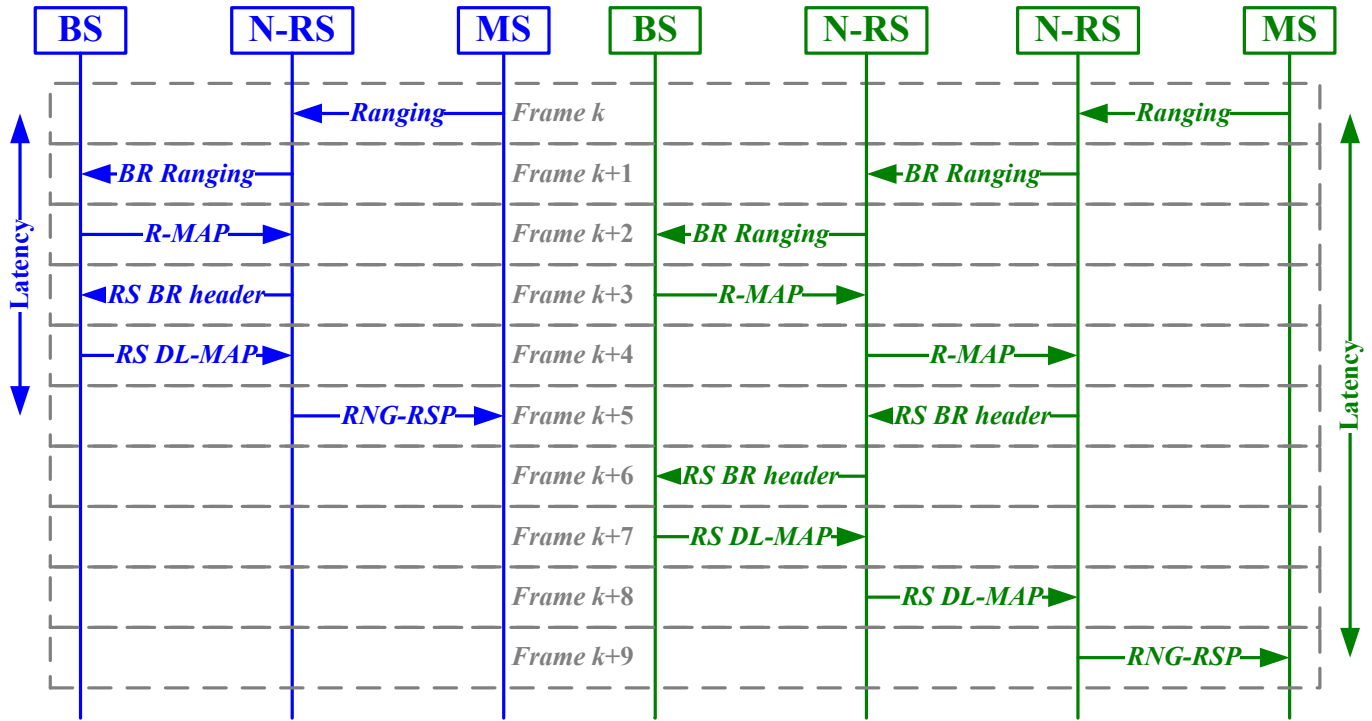 BS N-RS MS BS N-RS N-RS MS
Ranging Frame k Ranging
BR Ranging Frame k+1 BR Ranging
R-MAP Frame k+2 BR Ranging
RS BR header Frame k+3 R-MAP
RS DL-MAP Frame k+4 R-MAP
RNG-RSP Frame k+5 RS BR header
Frame k+6 RS BR header
Frame k+7 RS DL-MAP
Frame k+8 RS DL-MAP
Frame k+9 RNG-RSP
Latency
Latency